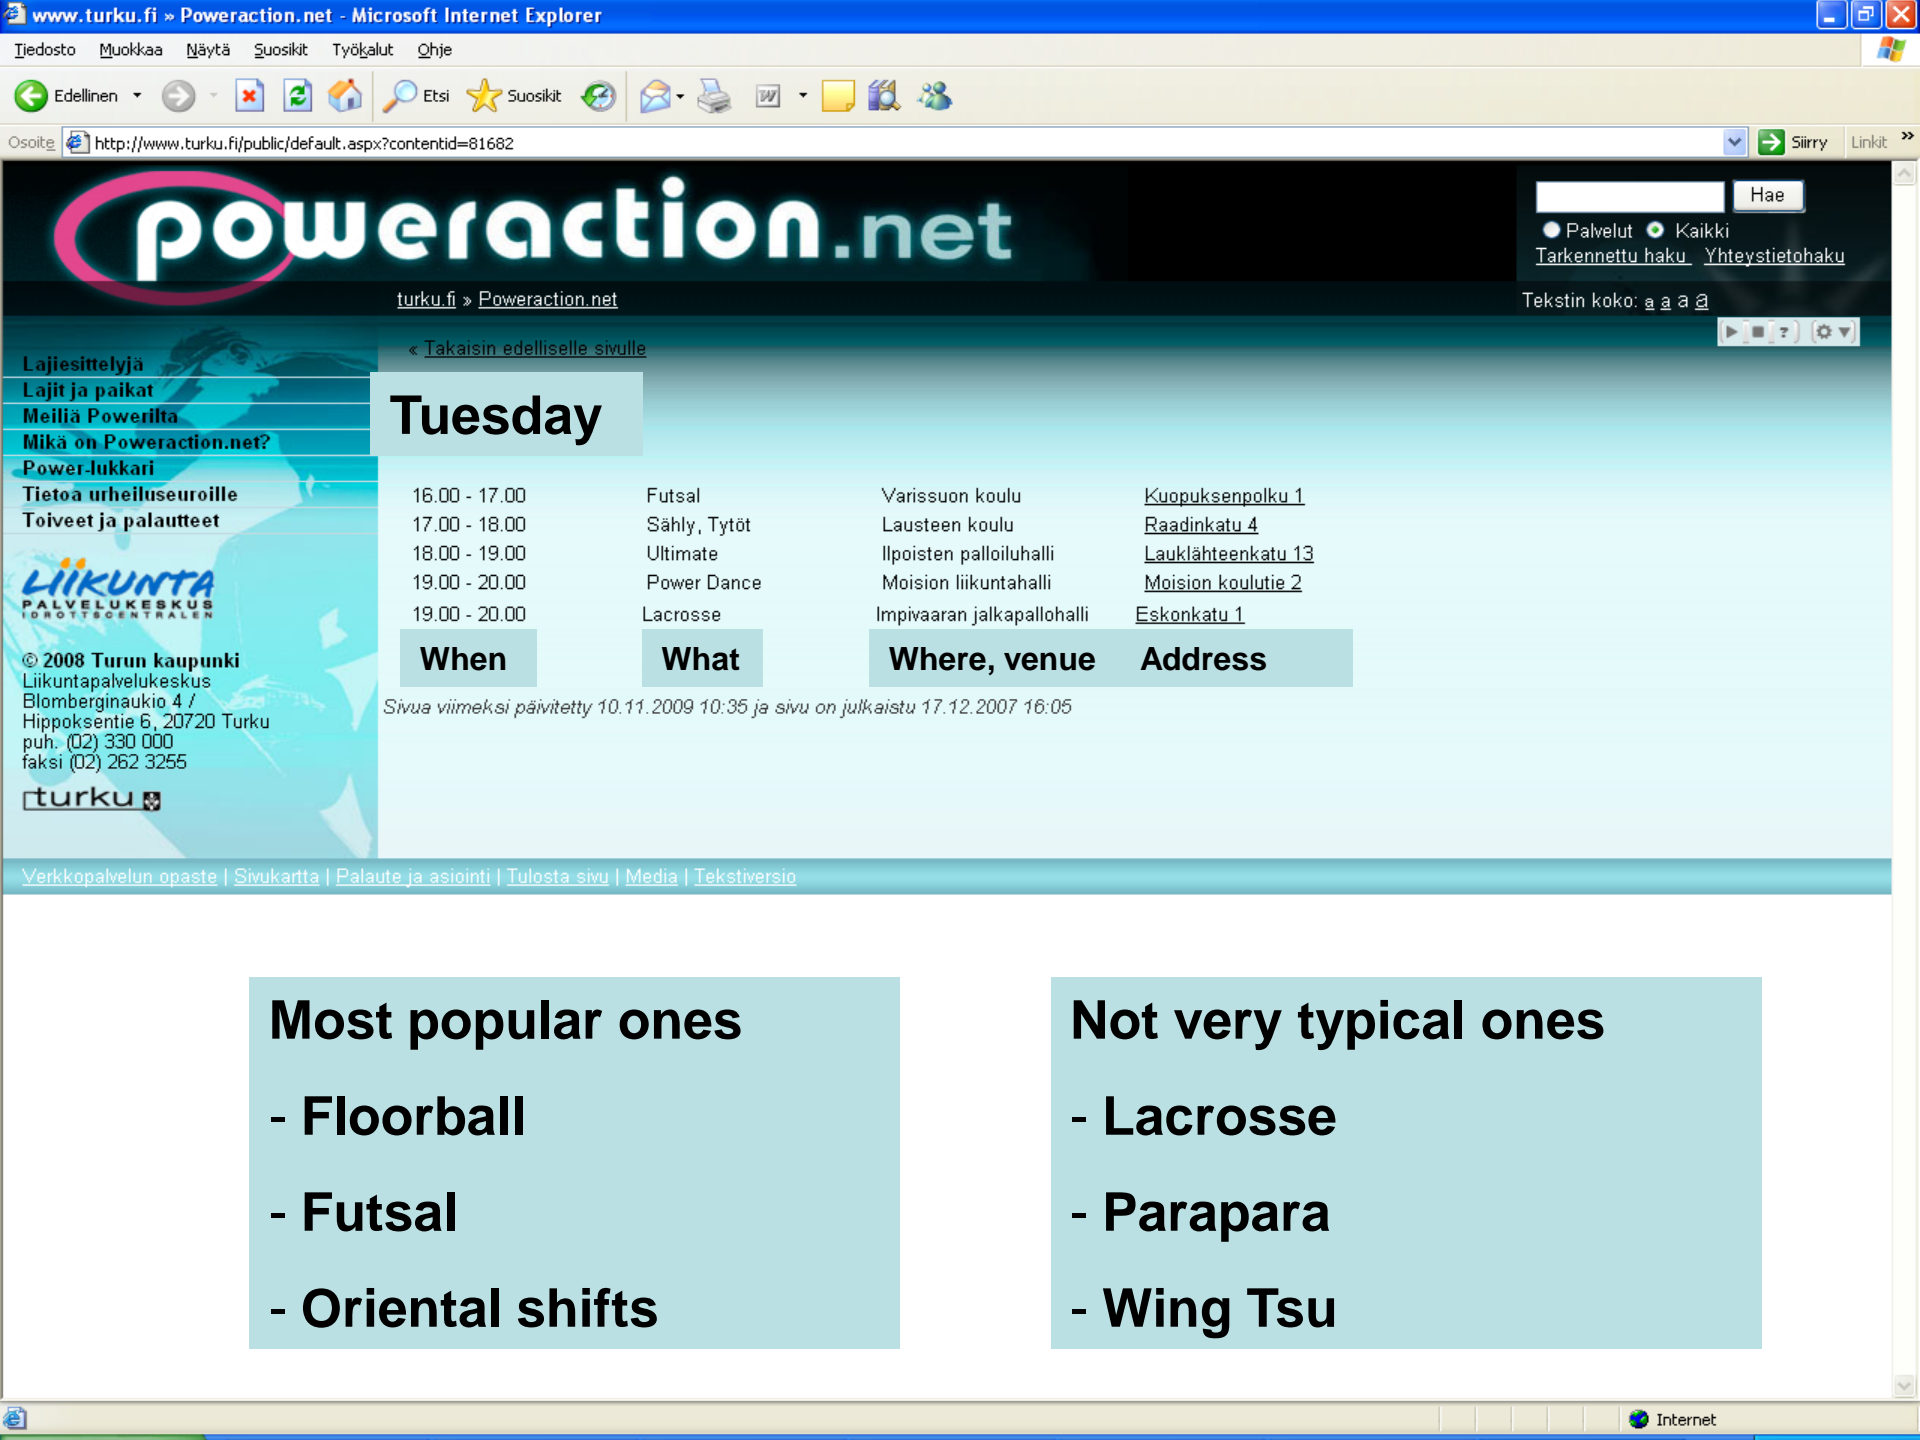 www.turku.fi » Poweraction.net - Microsoft Internet Explorer
Tiedosto Muokkaa Näytä Suosikit Työkalut Ohje
Edellinen Etsi Suosikit
Osoite http://www.turku.fi/public/default.aspx?contentid=81682 Siirry Linkit »
poweraction.net
Hae
Palvelut Kaikki
Tarkennettu haku Yhteystietohaku
turku.fi » Poweraction.net
Tekstin koko: a a a a
« Takaisin edelliselle sivulle
Lajiesittelyjä
Lajit ja paikat
Meiliä Powerilta
Mikä on Poweraction.net?
Power-lukkari
Tietoa urheiluseuroille
Toiveet ja palautteet
LIIKUNTA
PALVELUKESKUS
IDROTTSCENTRALEN
© 2008 Turun kaupunki
Liikuntapalvelukeskus
Blomberginaukio 4 /
Hippoksentie 6, 20720 Turku
puh. (02) 330 000
faksi (02) 262 3255
turku
Tuesday
16.00 - 17.00 Futsal Varissuon koulu Kuopuksenpolku 1
17.00 - 18.00 Sähly, Tytöt Lausteen koulu Raadinkatu 4
18.00 - 19.00 Ultimate Ilpoisten palloiluhalli Lauklähteenkatu 13
19.00 - 20.00 Power Dance Moision liikuntahalli Moision koulutie 2
19.00 - 20.00 Lacrosse Impivaaran jalkapallohalli Eskonkatu 1
When What Where, venue Address
Sivua viimeksi päivitetty 10.11.2009 10:35 ja sivu on julkaistu 17.12.2007 16:05
Verkkopalvelun opaste | Sivukartta | Palaute ja asiointi | Tulosta sivu | Media | Tekstiversio
Most popular ones
- Floorball
- Futsal
- Oriental shifts
Not very typical ones
- Lacrosse
- Parapara
- Wing Tsu
Internet